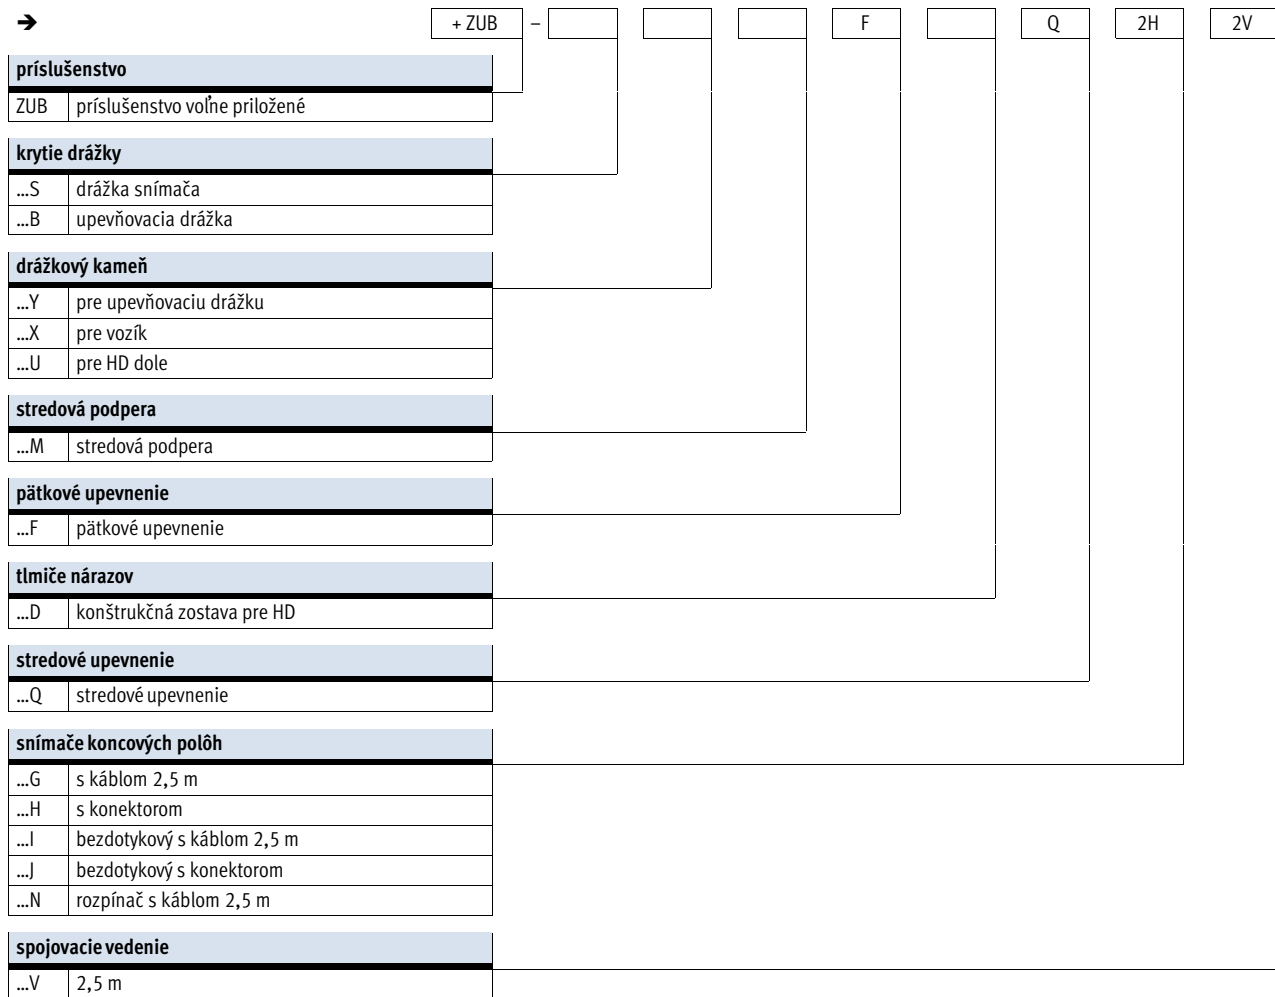 ➔ + ZUB – F Q 2H 2V
príslušenstvo
ZUB príslušenstvo voľne priložené
krytie drážky
...S drážka snímača
...B upevňovacia drážka
drážkový kameň
...Y pre upevňovaciu drážku
...X pre vozík
...U pre HD dole
stredová podpera
...M stredová podpera
pätkové upevnenie
...F pätkové upevnenie
tlmiče nárazov
...D konštrukčná zostava pre HD
stredové upevnenie
...Q stredové upevnenie
snímače koncových polôh
...G s káblom 2,5 m
...H s konektorom
...I bezdotykový s káblom 2,5 m
...J bezdotykový s konektorom
...N rozpínač s káblom 2,5 m
spojovacie vedenie
...V 2,5 m